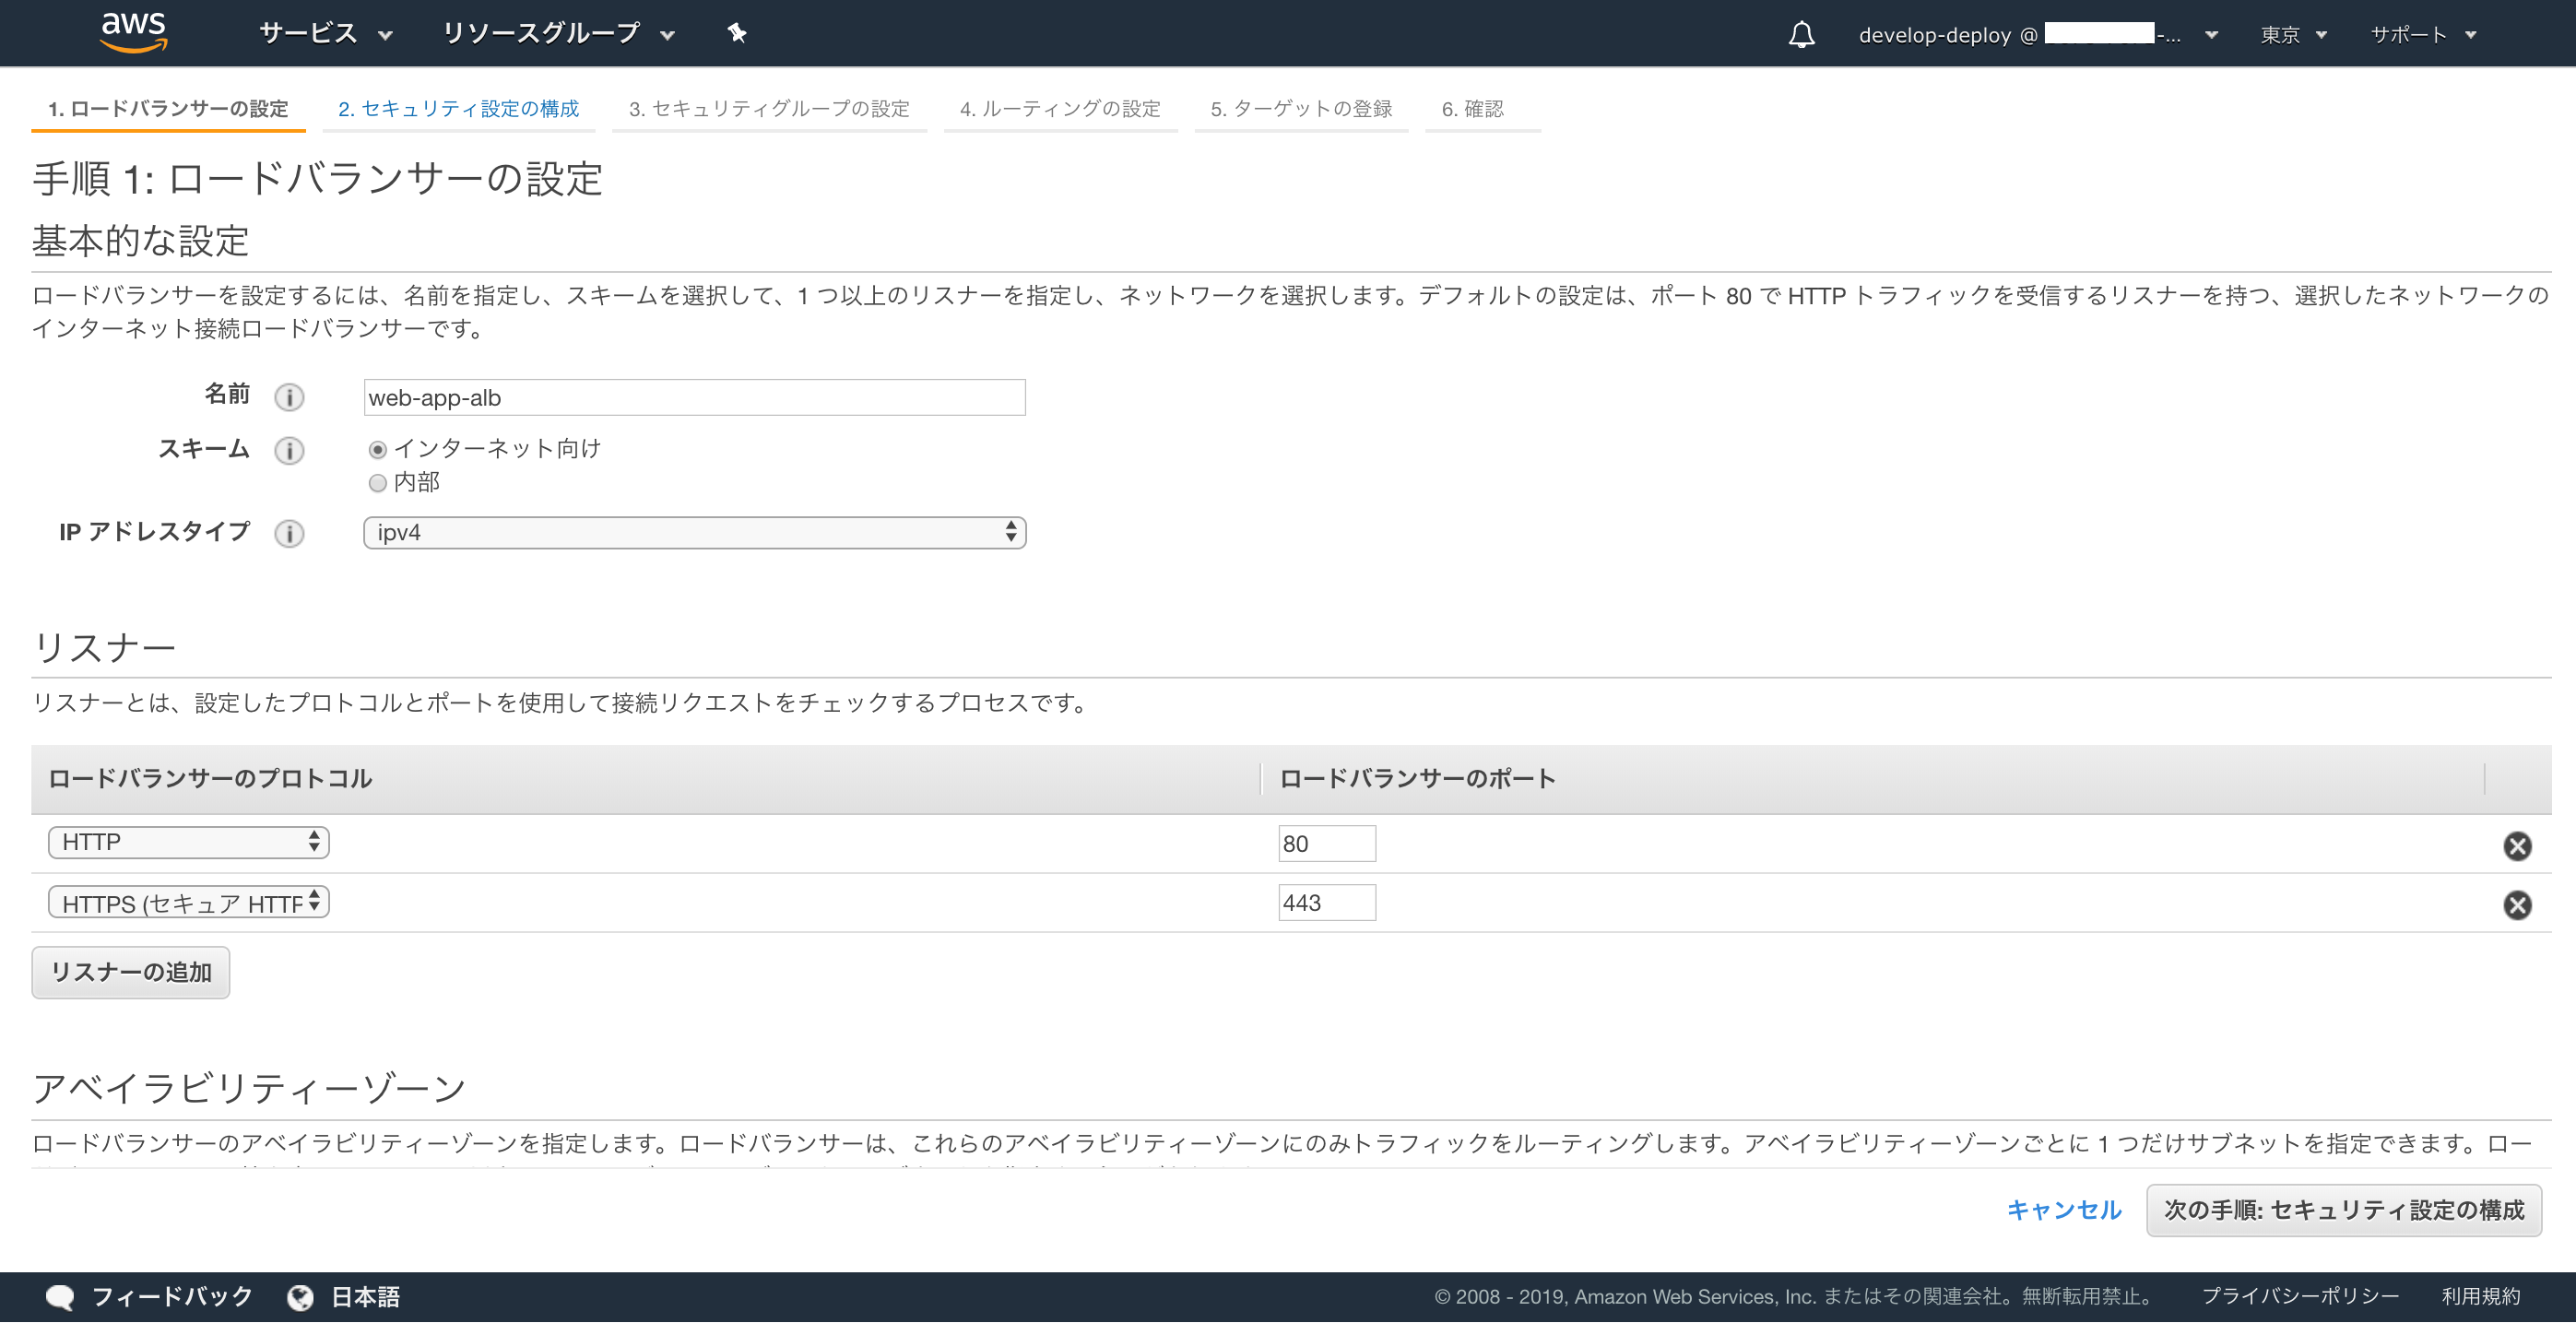 aws サービス リソースグループ develop-deploy @ -... 東京 サポート
1. ロードバランサーの設定 2. セキュリティ設定の構成 3. セキュリティグループの設定 4. ルーティングの設定 5. ターゲットの登録 6. 確認
手順 1: ロードバランサーの設定
基本的な設定
ロードバランサーを設定するには、名前を指定し、スキームを選択して、1 つ以上のリスナーを指定し、ネットワークを選択します。デフォルトの設定は、ポート 80 で HTTP トラフィックを受信するリスナーを持つ、選択したネットワークの
インターネット接続ロードバランサーです。
名前 web-app-alb
スキーム インターネット向け
内部
IP アドレスタイプ ipv4
リスナー
リスナーとは、設定したプロトコルとポートを使用して接続リクエストをチェックするプロセスです。
ロードバランサーのプロトコル ロードバランサーのポート
HTTP 80
HTTPS (セキュア HTTP 443
リスナーの追加
アベイラビリティーゾーン
ロードバランサーのアベイラビリティーゾーンを指定します。ロードバランサーは、これらのアベイラビリティーゾーンにのみトラフィックをルーティングします。アベイラビリティーゾーンごとに 1 つだけサブネットを指定できます。ロー
キャンセル 次の手順: セキュリティ設定の構成
フィードバック 日本語 © 2008 - 2019, Amazon Web Services, Inc. またはその関連会社。無断転用禁止。 プライバシーポリシー 利用規約